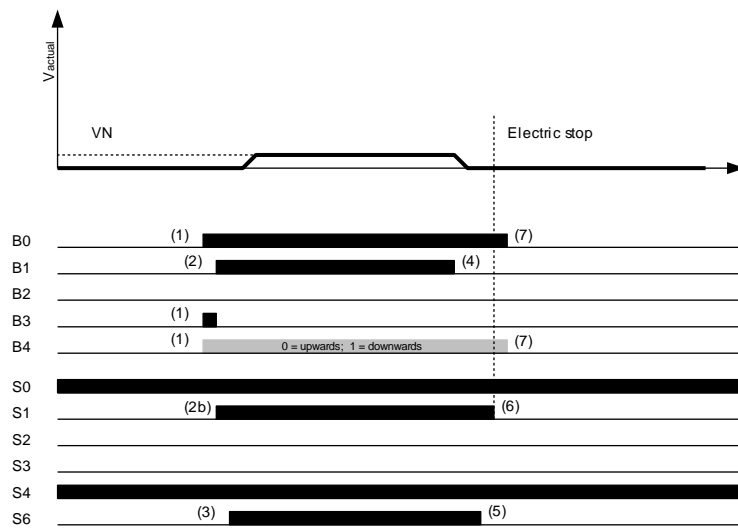 Vactual
VN
Electric stop
B0 (1) (7)
B1 (2) (4)
B2
B3 (1)
B4 (1) 0 = upwards; 1 = downwards (7)
S0
S1 (2b) (6)
S2
S3
S4
S6 (3) (5)